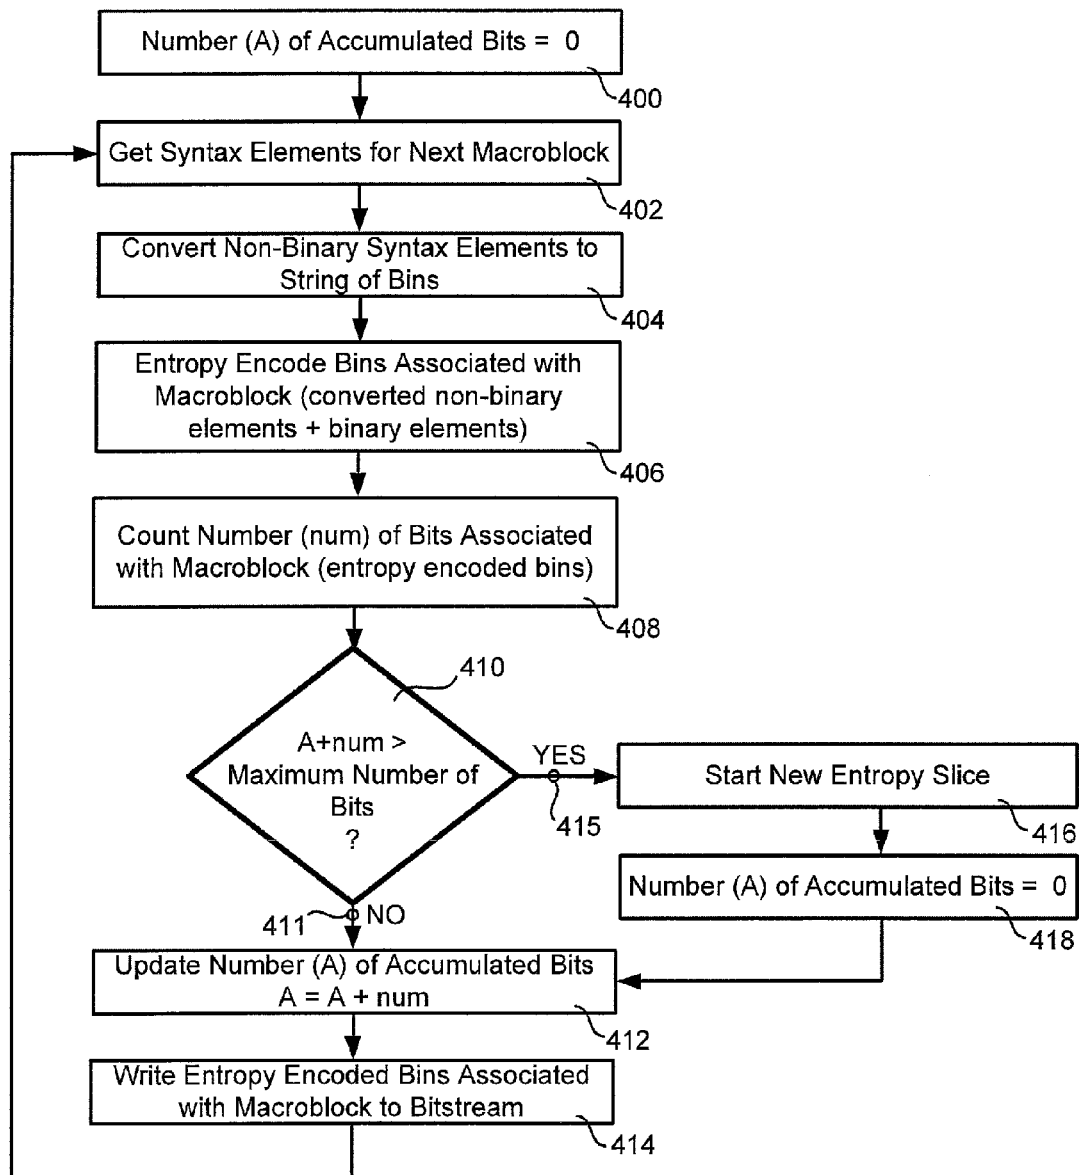 Number (A) of Accumulated Bits = 0
400
Get Syntax Elements for Next Macroblock
402
Convert Non-Binary Syntax Elements to
String of Bins
404
Entropy Encode Bins Associated with
Macroblock (converted non-binary
elements + binary elements)
406
Count Number (num) of Bits Associated
with Macroblock (entropy encoded bins)
408
410
A+num >
Maximum Number of
Bits
?
YES
415
Start New Entropy Slice
416
Number (A) of Accumulated Bits = 0
418
411
NO
Update Number (A) of Accumulated Bits
A = A + num
412
Write Entropy Encoded Bins Associated
with Macroblock to Bitstream
414